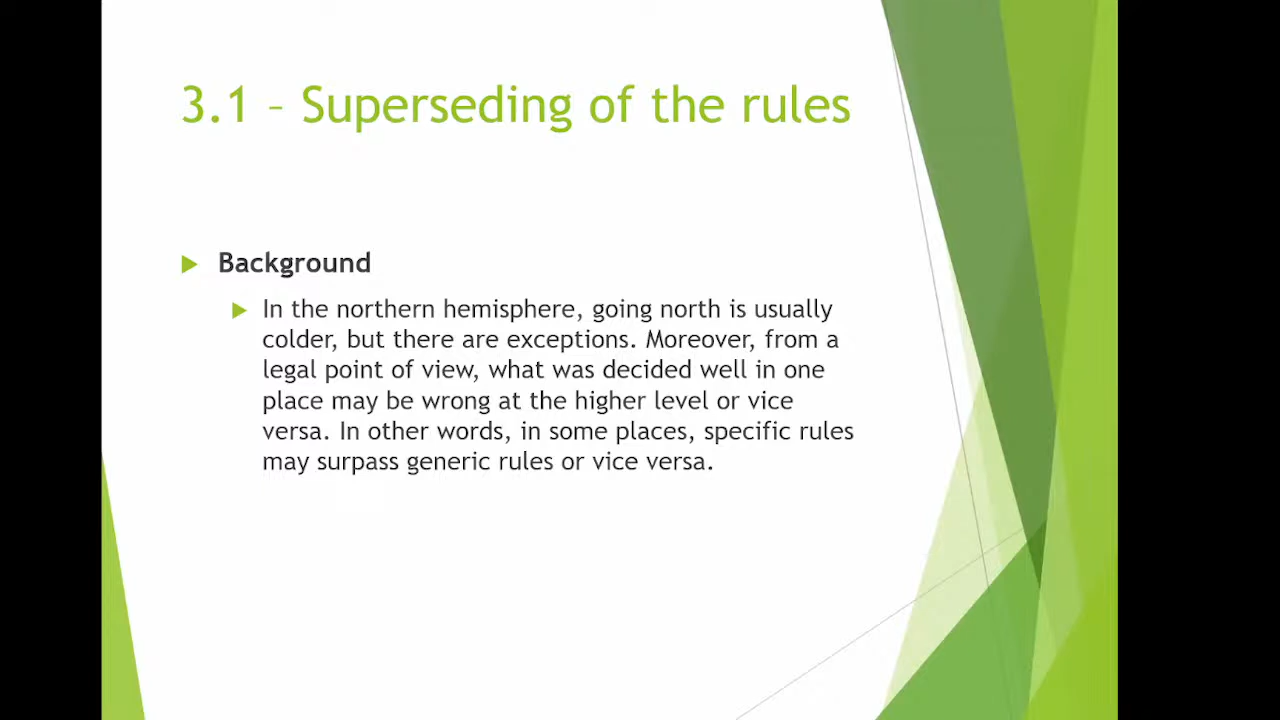 3.1 – Superseding of the rules
Background
In the northern hemisphere, going north is usually
colder, but there are exceptions. Moreover, from a
legal point of view, what was decided well in one
place may be wrong at the higher level or vice
versa. In other words, in some places, specific rules
may surpass generic rules or vice versa.